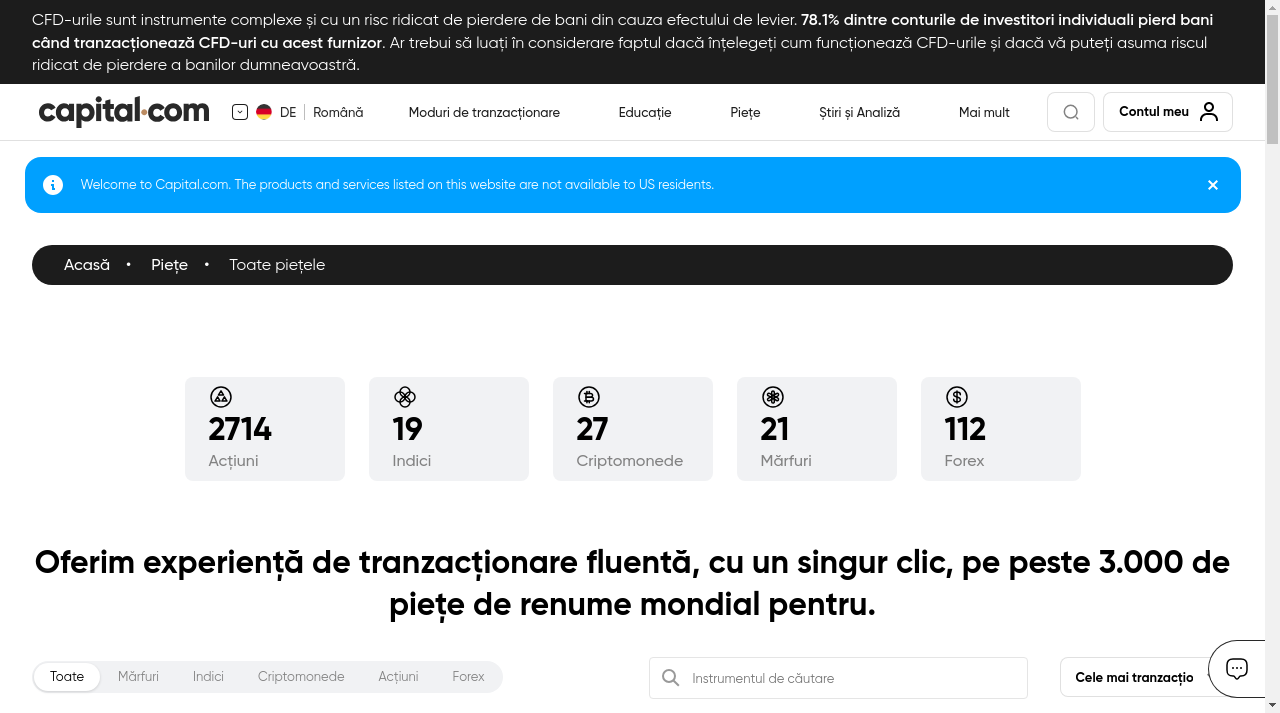 CFD-urile sunt instrumente complexe și cu un risc ridicat de pierdere de bani din cauza efectului de levier. 78.1% dintre conturile de investitori individuali pierd bani
când tranzacționează CFD-uri cu acest furnizor. Ar trebui să luați în considerare faptul dacă înțelegeți cum funcționează CFD-urile și dacă vă puteți asuma riscul
ridicat de pierdere a banilor dumneavoastră.
capital.com DE Română Moduri de tranzacționare Educație Piețe Știri și Analiză Mai mult Contul meu
Welcome to Capital.com. The products and services listed on this website are not available to US residents.
Acasă • Piețe • Toate piețele
2714 19 27 21 112
Acțiuni Indici Criptomonede Mărfuri Forex
Oferim experiență de tranzacționare fluentă, cu un singur clic, pe peste 3.000 de
piețe de renume mondial pentru.
Toate Mărfuri Indici Criptomonede Acțiuni Forex Instrumentul de căutare Cele mai tranzacțio